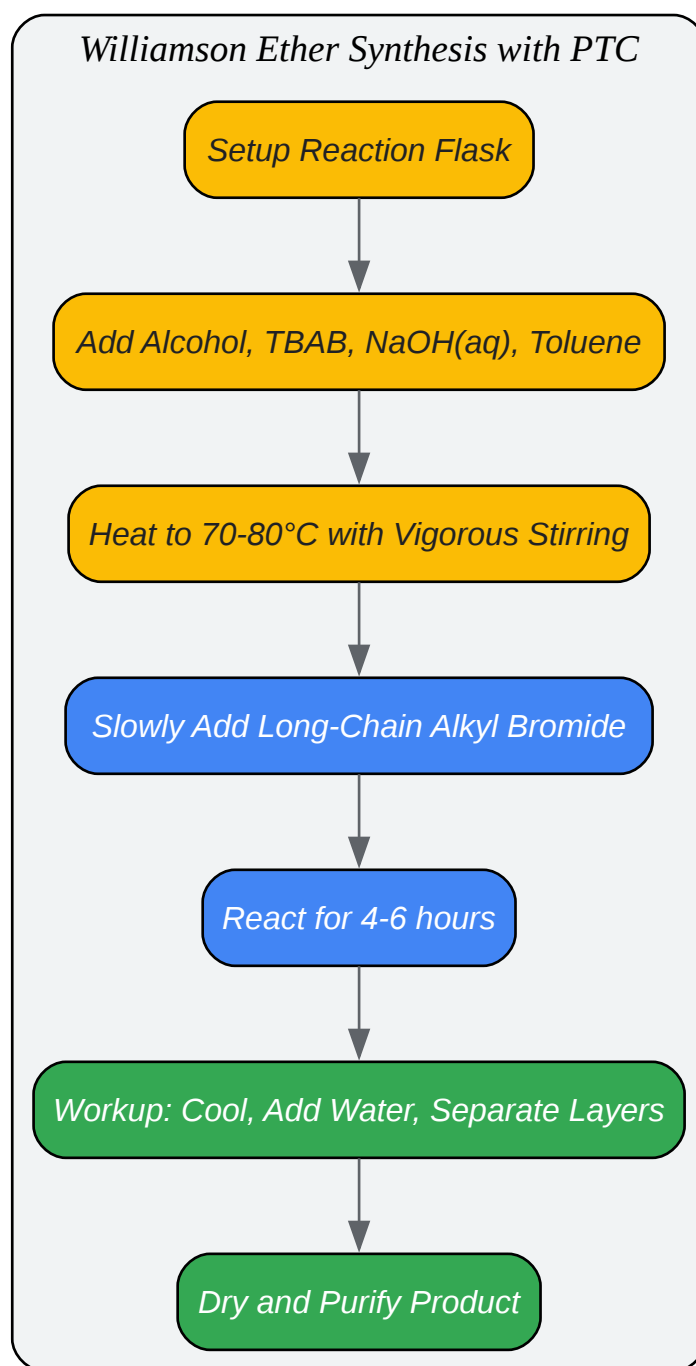 Williamson Ether Synthesis with PTC
Setup Reaction Flask
Add Alcohol, TBAB, NaOH(aq), Toluene
Heat to 70-80°C with Vigorous Stirring
Slowly Add Long-Chain Alkyl Bromide
React for 4-6 hours
Workup: Cool, Add Water, Separate Layers
Dry and Purify Product